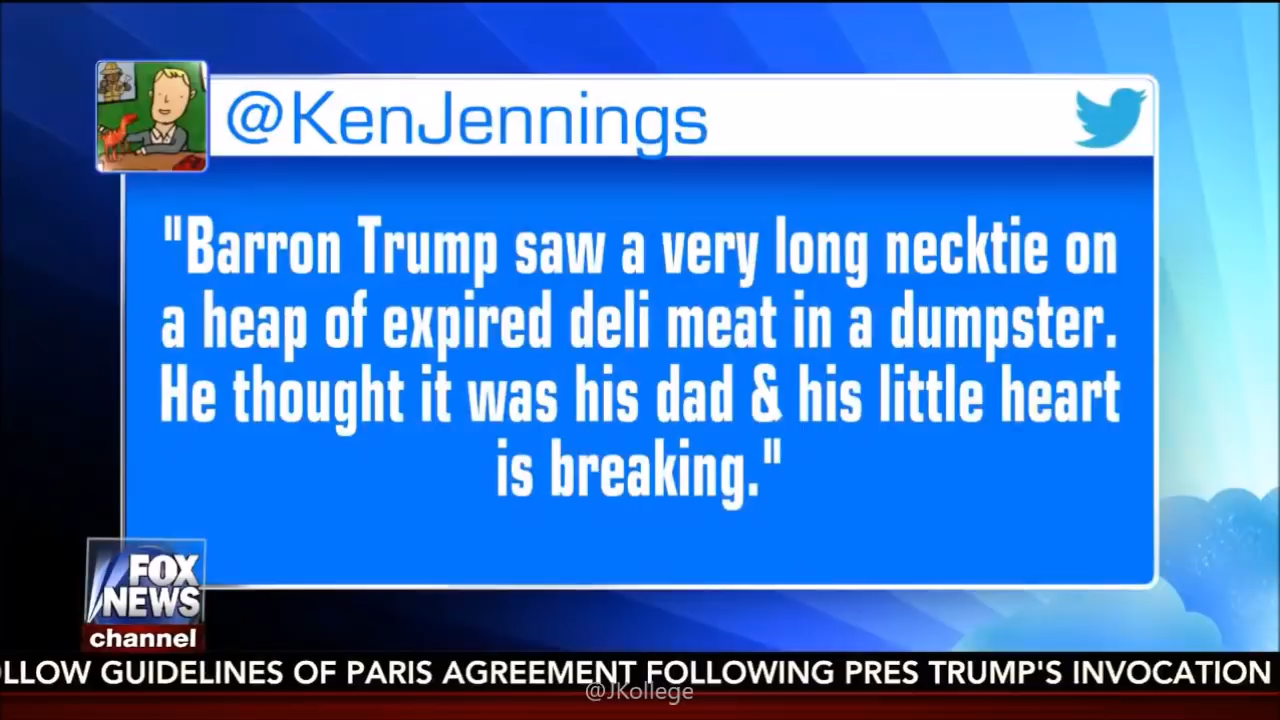 @KenJennings
"Barron Trump saw a very long necktie on
a heap of expired deli meat in a dumpster.
He thought it was his dad & his little heart
is breaking."
FOX
NEWS
channel
LLOW GUIDELINES OF PARIS AGREEMENT FOLLOWING PRES TRUMP'S INVOCATION
@JKollege